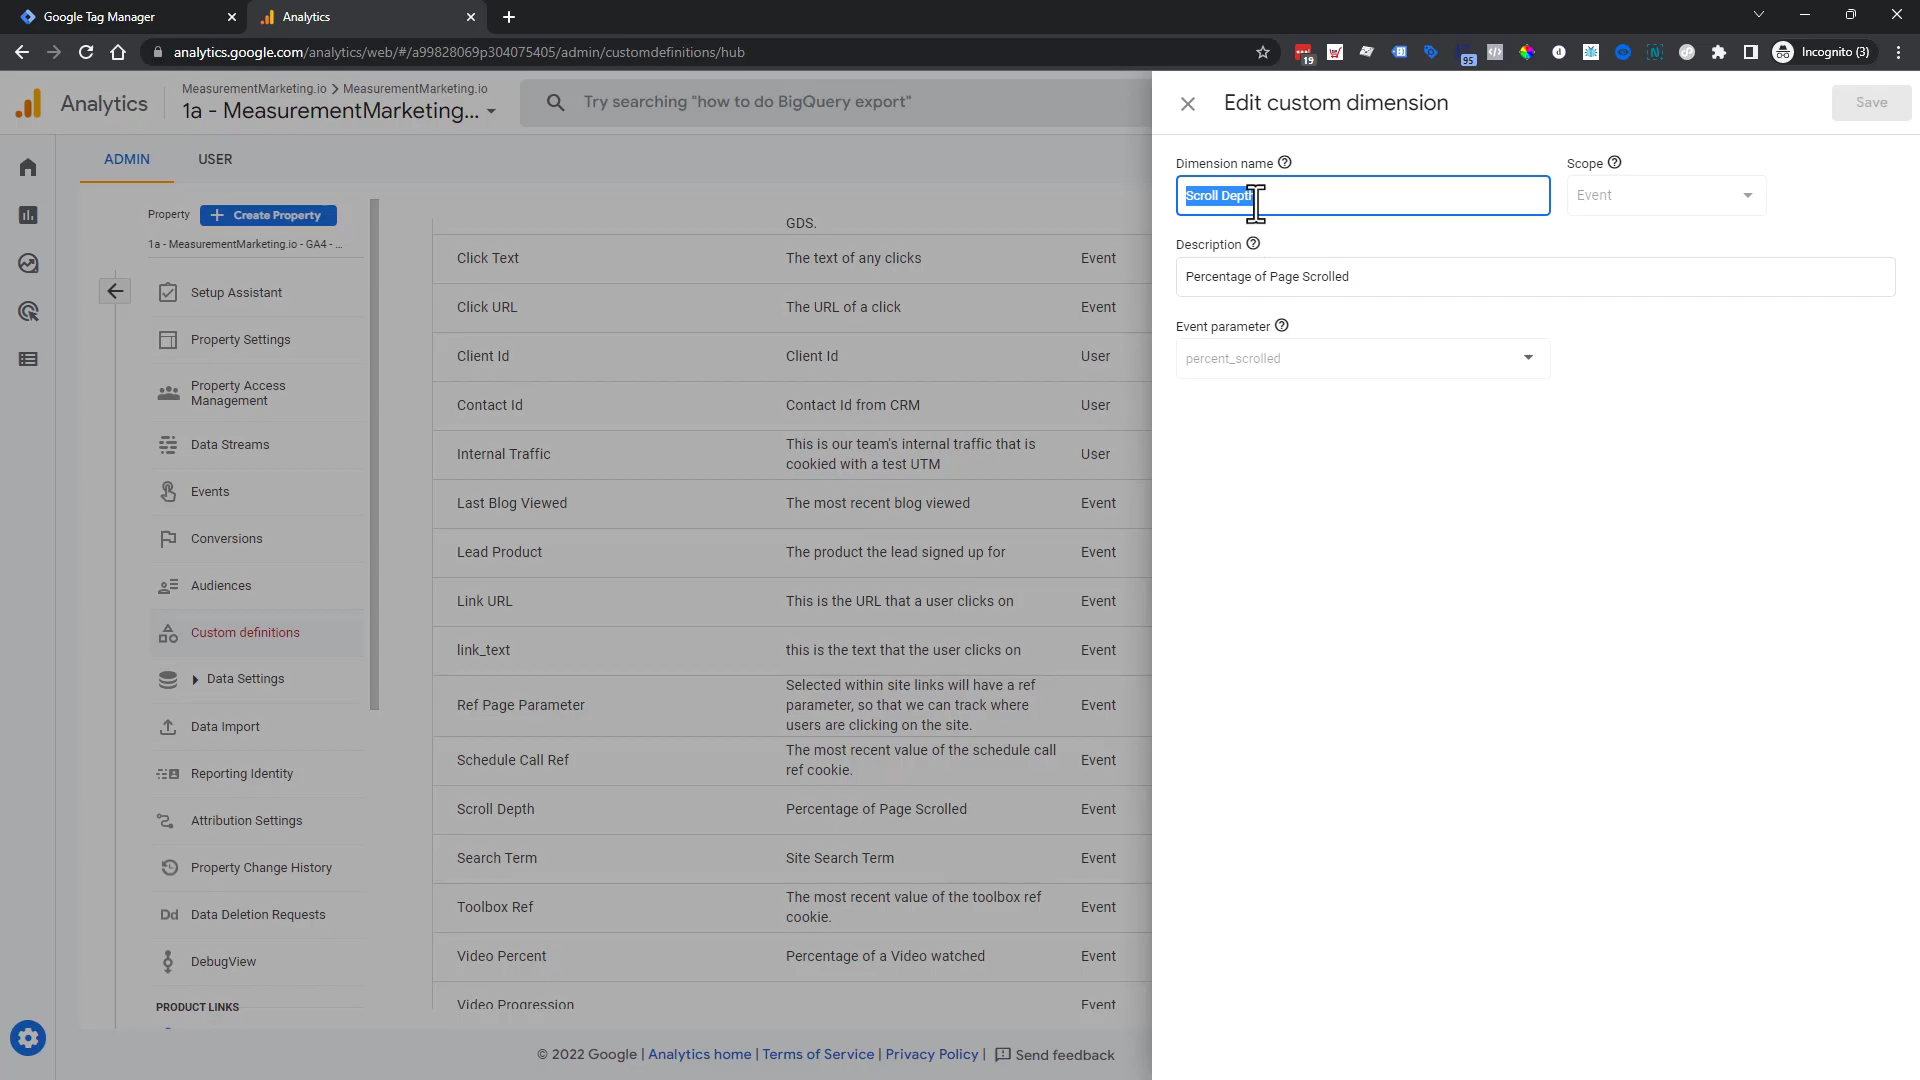 Google Tag Manager
Analytics
analytics.google.com/analytics/web/#/a99828069p304075405/admin/customdefinitions/hub
19
95
Incognito (3)
Analytics
MeasurementMarketing.io > MeasurementMarketing.io
1a - MeasurementMarketing...
Try searching "how to do BigQuery export"
ADMIN
USER
Property
Create Property
1a - MeasurementMarketing.io - GA4 - ...
Setup Assistant
Property Settings
Property Access
Management
Data Streams
Events
Conversions
Audiences
Custom definitions
Data Settings
Data Import
Reporting Identity
Attribution Settings
Property Change History
Dd Data Deletion Requests
DebugView
PRODUCT LINKS
GDS.
Click Text The text of any clicks Event
Click URL The URL of a click Event
Client Id Client Id User
Contact Id Contact Id from CRM User
Internal Traffic This is our team's internal traffic that is
cookied with a test UTM User
Last Blog Viewed The most recent blog viewed Event
Lead Product The product the lead signed up for Event
Link URL This is the URL that a user clicks on Event
link_text this is the text that the user clicks on Event
Ref Page Parameter Selected within site links will have a ref
parameter, so that we can track where
users are clicking on the site. Event
Schedule Call Ref The most recent value of the schedule call
ref cookie. Event
Scroll Depth Percentage of Page Scrolled Event
Search Term Site Search Term Event
Toolbox Ref The most recent value of the toolbox ref
cookie. Event
Video Percent Percentage of a Video watched Event
Video Progression Event
© 2022 Google | Analytics home | Terms of Service | Privacy Policy | Send feedback
Edit custom dimension
Save
Dimension name
Scroll Depth
Scope
Event
Description
Percentage of Page Scrolled
Event parameter
percent_scrolled